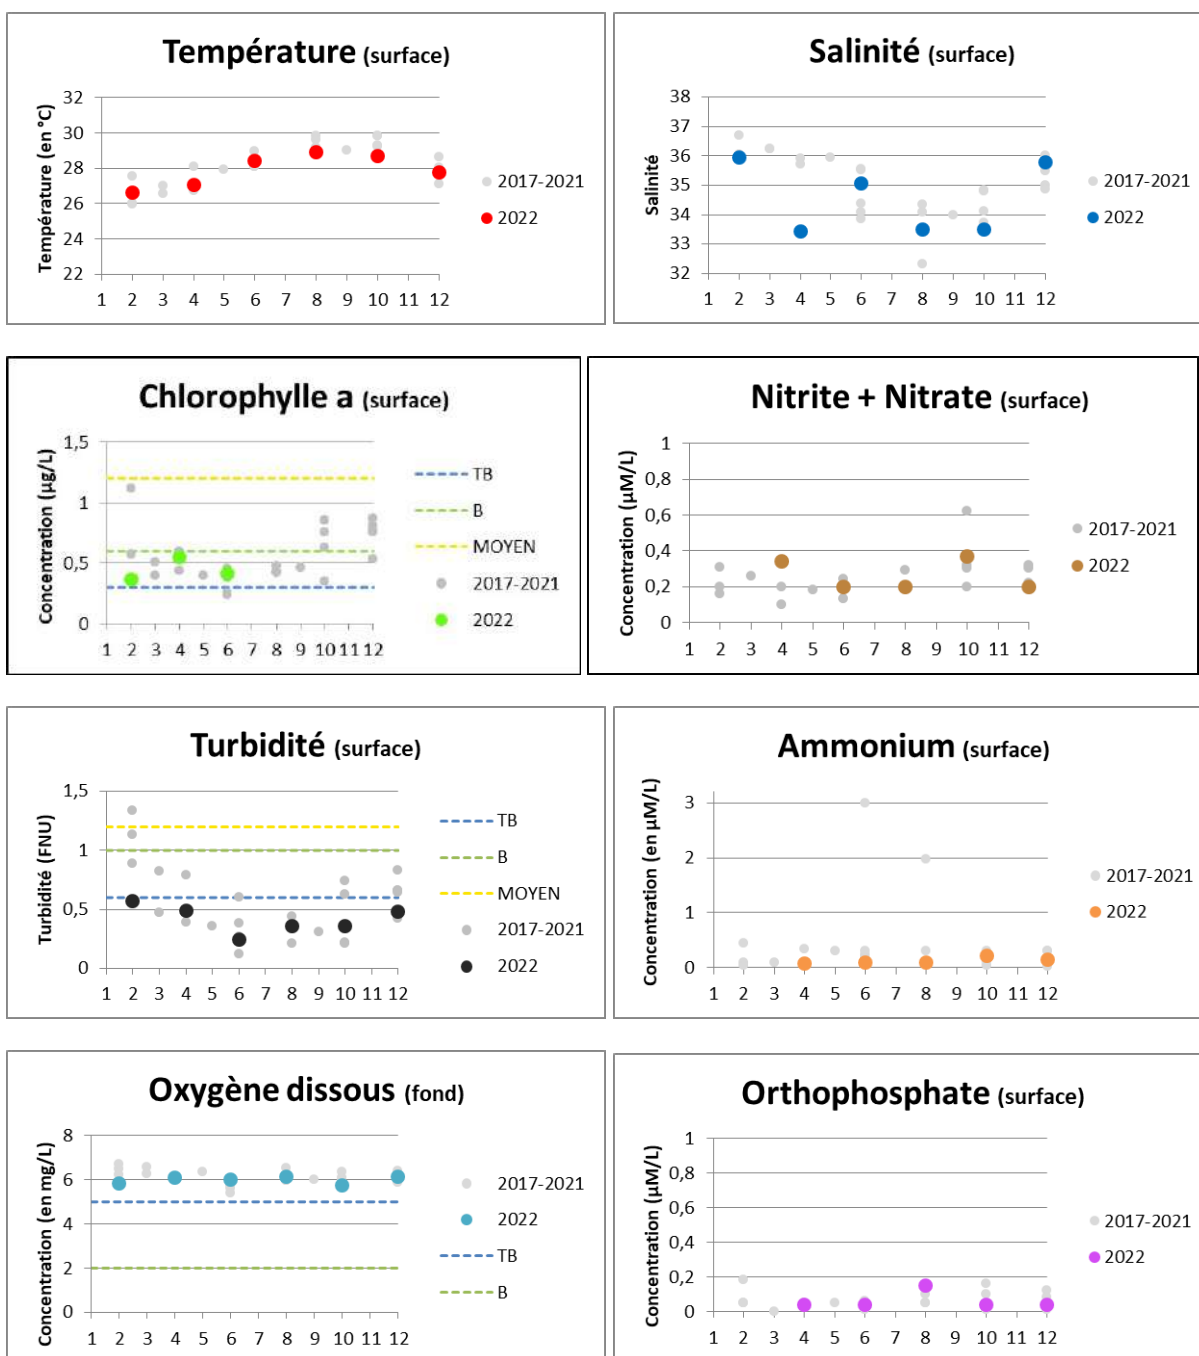 Température (surface)
Température (en °C)
32
30
28
26
24
22
1 2 3 4 5 6 7 8 9 10 11 12
2017-2021
2022
Salinité (surface)
Salinité
38
37
36
35
34
33
32
1 2 3 4 5 6 7 8 9 10 11 12
2017-2021
2022
Chlorophylle a (surface)
Concentration (µg/L)
1,5
1
0,5
0
1 2 3 4 5 6 7 8 9 10 11 12
TB
B
MOYEN
2017-2021
2022
Nitrite + Nitrate (surface)
Concentration (µM/L)
1
0,8
0,6
0,4
0,2
0
1 2 3 4 5 6 7 8 9 10 11 12
2017-2021
2022
Turbidité (surface)
Turbidité (FNU)
1,5
1
0,5
0
1 2 3 4 5 6 7 8 9 10 11 12
TB
B
MOYEN
2017-2021
2022
Ammonium (surface)
Concentration (en µM/L)
3
2
1
0
1 2 3 4 5 6 7 8 9 10 11 12
2017-2021
2022
Oxygène dissous (fond)
Concentration (en mg/L)
8
6
4
2
0
1 2 3 4 5 6 7 8 9 10 11 12
2017-2021
2022
TB
B
Orthophosphate (surface)
Concentration (µM/L)
1
0,8
0,6
0,4
0,2
0
1 2 3 4 5 6 7 8 9 10 11 12
2017-2021
2022